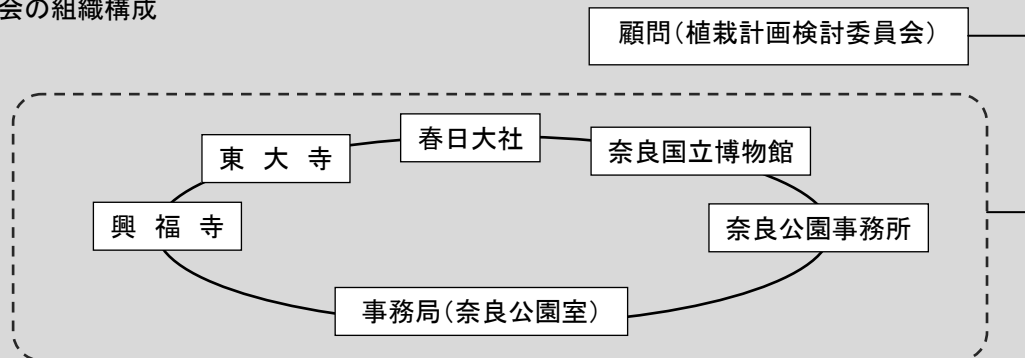 会の組織構成
顧問（植栽計画検討委員会）
春日大社
東 大 寺
奈良国立博物館
興 福 寺
奈良公園事務所
事務局（奈良公園室）